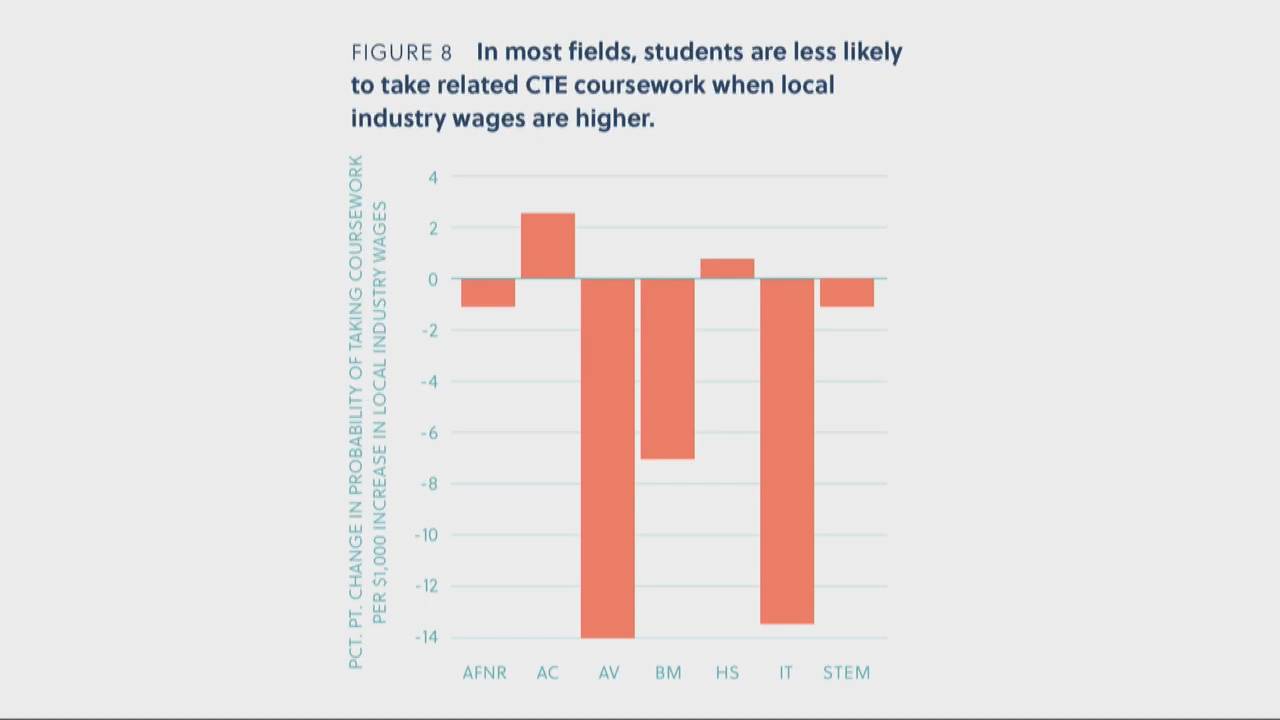 FIGURE 8 In most fields, students are less likely
to take related CTE coursework when local
industry wages are higher.
PCT. PT. CHANGE IN PROBABILITY OF TAKING COURSEWORK
PER $1,000 INCREASE IN LOCAL INDUSTRY WAGES
4
2
0
-2
-4
-6
-8
-10
-12
-14
AFNR AC AV BM HS IT STEM